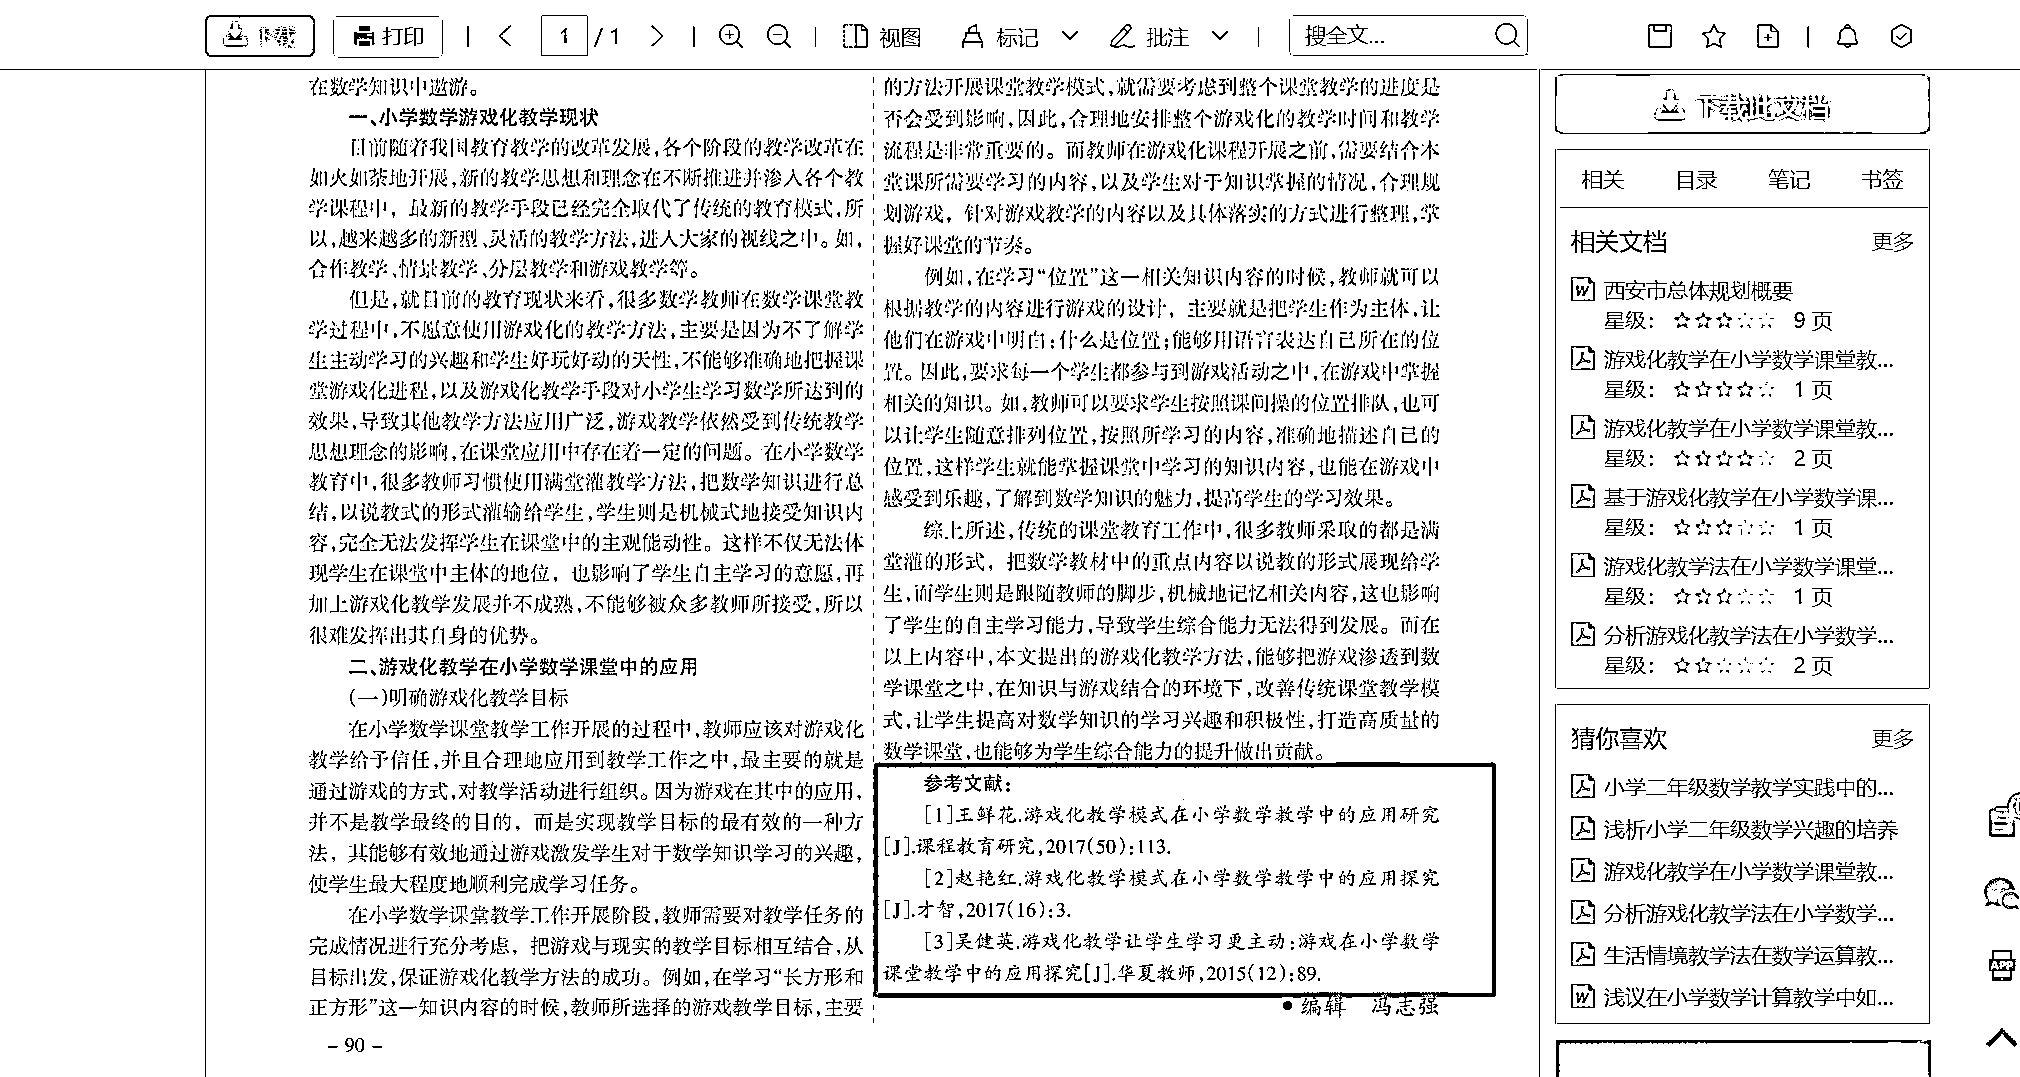 下载
打印
1 / 1
视图
标记
批注
搜全文...
在数学知识中遨游。
一、小学数学游戏化教学现状
目前随着我国教育教学的改革发展,各个阶段的教学改革在
如火如荼地开展,新的教学思想和理念在不断推进并渗入各个教
学课程中，最新的教学手段已经完全取代了传统的教育模式,所
以,越来越多的新型、灵活的教学方法,进入大家的视线之中。如,
合作教学、情景教学、分层教学和游戏教学等。
但是,就目前的教育现状来看,很多数学教师在数学课堂教
学过程中,不愿意使用游戏化的教学方法,主要是因为不了解学
生主动学习的兴趣和学生好玩好动的天性,不能够准确地把握课
堂游戏化进程,以及游戏化教学手段对小学生学习数学所达到的
效果,导致其他教学方法应用广泛,游戏教学依然受到传统教学
思想理念的影响,在课堂应用中存在着一定的问题。在小学数学
教育中,很多教师习惯使用满堂灌教学方法,把数学知识进行总
结,以说教式的形式灌输给学生,学生则是机械式地接受知识内
容,完全无法发挥学生在课堂中的主观能动性。这样不仅无法体
现学生在课堂中主体的地位，也影响了学生自主学习的意愿,再
加上游戏化教学发展并不成熟,不能够被众多教师所接受,所以
很难发挥出其自身的优势。
二、游戏化教学在小学数学课堂中的应用
(一)明确游戏化教学目标
在小学数学课堂教学工作开展的过程中,教师应该对游戏化
教学给予信任,并且合理地应用到教学工作之中,最主要的就是
通过游戏的方式,对教学活动进行组织。因为游戏在其中的应用,
并不是教学最终的目的，而是实现教学目标的最有效的一种方
法，其能够有效地通过游戏激发学生对于数学知识学习的兴趣,
使学生最大程度地顺利完成学习任务。
在小学数学课堂教学工作开展阶段,教师需要对教学任务的
完成情况进行充分考虑，把游戏与现实的教学目标相互结合,从
目标出发,保证游戏化教学方法的成功。例如,在学习“长方形和
正方形”这一知识内容的时候,教师所选择的游戏教学目标,主要
– 90 –
的方法开展课堂教学模式,就需要考虑到整个课堂教学的进度是
否会受到影响,因此,合理地安排整个游戏化的教学时间和教学
流程是非常重要的。而教师在游戏化课程开展之前,需要结合本
堂课所需要学习的内容,以及学生对于知识掌握的情况,合理规
划游戏，针对游戏教学的内容以及具体落实的方式进行整理,掌
握好课堂的节奏。
例如,在学习“位置”这一相关知识内容的时候,教师就可以
根据教学的内容进行游戏的设计，主要就是把学生作为主体,让
他们在游戏中明白:什么是位置;能够用语言表达自己所在的位
置。因此,要求每一个学生都参与到游戏活动之中,在游戏中掌握
相关的知识。如,教师可以要求学生按照课间操的位置排队,也可
以让学生随意排列位置,按照所学习的内容,准确地描述自己的
位置,这样学生就能掌握课堂中学习的知识内容,也能在游戏中
感受到乐趣,了解到数学知识的魅力,提高学生的学习效果。
综上所述,传统的课堂教育工作中,很多教师采取的都是满
堂灌的形式，把数学教材中的重点内容以说教的形式展现给学
生,而学生则是跟随教师的脚步,机械地记忆相关内容,这也影响
了学生的自主学习能力,导致学生综合能力无法得到发展。而在
以上内容中,本文提出的游戏化教学方法,能够把游戏渗透到数
学课堂之中,在知识与游戏结合的环境下,改善传统课堂教学模
式,让学生提高对数学知识的学习兴趣和积极性,打造高质量的
数学课堂,也能够为学生综合能力的提升做出贡献。
参考文献:
[1]王鲜花.游戏化教学模式在小学数学教学中的应用研究
[J].课程教育研究,2017(50):113.
[2]赵艳红.游戏化教学模式在小学数学教学中的应用探究
[J].才智,2017(16):3.
[3]吴健英.游戏化教学让学生学习更主动:游戏在小学数学
课堂教学中的应用探究[J].华夏教师,2015(12):89.
●编辑 冯志强
下载此文档
相关 目录 笔记 书签
相关文档 更多
西安市总体规划概要
星级： ☆☆☆☆☆ 9 页
游戏化教学在小学数学课堂教...
星级： ☆☆☆☆☆ 1 页
游戏化教学在小学数学课堂教...
星级： ☆☆☆☆☆ 2 页
基于游戏化教学在小学数学课...
星级： ☆☆☆☆☆ 1 页
游戏化教学法在小学数学课堂...
星级： ☆☆☆☆☆ 1 页
分析游戏化教学法在小学数学...
星级： ☆☆☆☆☆ 2 页
猜你喜欢 更多
小学二年级数学教学实践中的...
浅析小学二年级数学兴趣的培养
游戏化教学在小学数学课堂教...
分析游戏化教学法在小学数学...
生活情境教学法在数学运算教...
浅议在小学数学计算教学中如...
APP